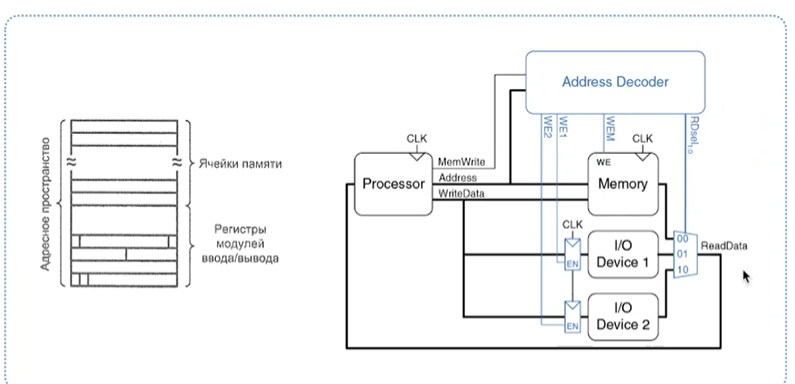 Адресное пространство
Ячейки памяти
Регистры
модулей
ввода/вывода
Address Decoder
WE2
WE1
WEM
RDsel1:0
CLK
CLK
MemWrite
Processor
Address
WriteData
WE
Memory
CLK
EN
I/O
Device 1
00
01
10
ReadData
EN
I/O
Device 2